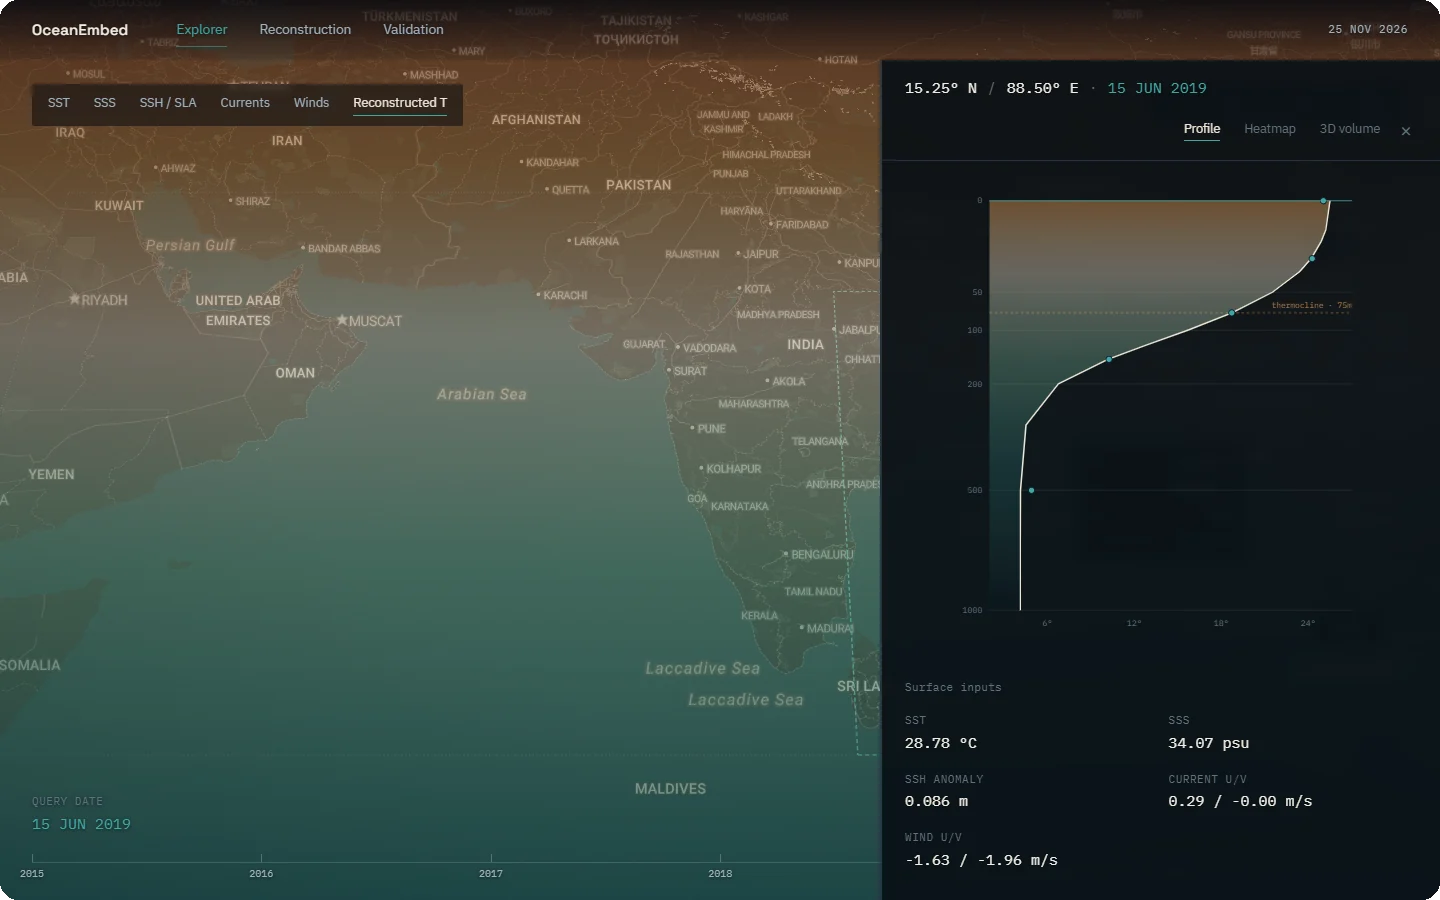 OceanEmbed
Explorer
Reconstruction
Validation
25 NOV 2026
TÜRKMENISTAN
TAJIKISTAN
ТОҶИКИСТОН
KASHGAR
GANSU PROVINCE
MARY
HOTAN
MOSUL
MASHHAD
SST
SSS
SSH / SLA
Currents
Winds
Reconstructed T
IRAQ
IRAN
AFGHANISTAN
JAMMU AND
KASHMIR
LADAKH
AHWAZ
KANDAHAR
HIMACHAL PRADESH
PUNJAB
QUETTA
PAKISTAN
UTTARAKHAND
KUWAIT
SHIRAZ
HARYĀNA
FARIDABAD
Persian Gulf
BANDAR ABBAS
LARKANA
RAJASTHAN
JAIPUR
KANPU
ABIA
RIYADH
UNITED ARAB
EMIRATES
MUSCAT
KARACHI
KOTA
MADHYA PRADESH
JABALPU
GUJARAT
VADODARA
INDIA
CHHATT
OMAN
SURAT
AKOLA
Arabian Sea
MAHARASHTRA
PUNE
TELANGANA
YEMEN
KOLHAPUR
ANDHRA PRADES
GOA
KARNATAKA
BENGALURU
TAMIL NADU
KERALA
MADURAI
SOMALIA
Laccadive Sea
SRI LA
Laccadive Sea
MALDIVES
QUERY DATE
15 JUN 2019
2015
2016
2017
2018
15.25° N / 88.50° E · 15 JUN 2019
Profile
Heatmap
3D volume
×
0
50
thermocline · 75m
100
200
500
1000
6°
12°
18°
24°
Surface inputs
SST
28.78 °C
SSS
34.07 psu
SSH ANOMALY
0.086 m
CURRENT U/V
0.29 / -0.00 m/s
WIND U/V
-1.63 / -1.96 m/s